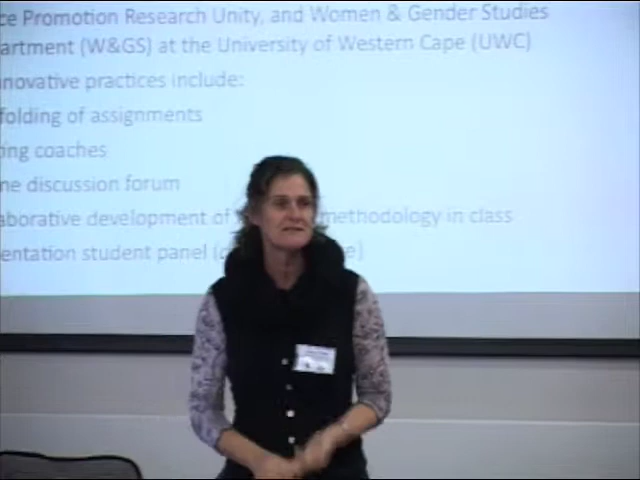 ce Promotion Research Unity, and Women & Gender Studies
artment (W&GS) at the University of Western Cape (UWC)
novative practices include:
folding of assignments
ing coaches
ne discussion forum
aborative development of methodology in class
entation student panel (